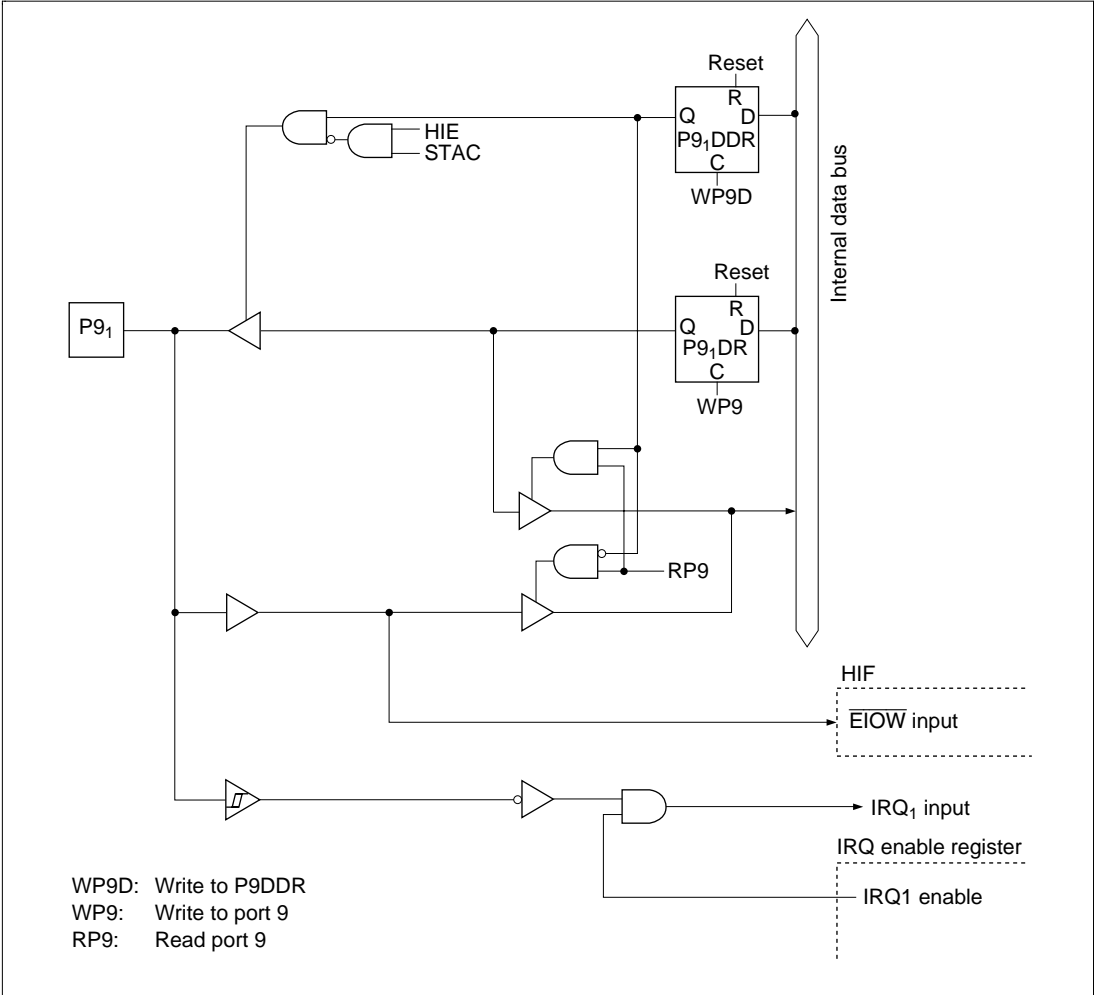 Reset
R
Q D
P9₁DDR
C
WP9D
HIE
STAC
Internal data bus
Reset
R
Q D
P9₁DR
C
WP9
P9₁
RP9
HIF
E̅I̅O̅W̅ input
IRQ₁ input
IRQ enable register
IRQ1 enable
WP9D: Write to P9DDR
WP9: Write to port 9
RP9: Read port 9